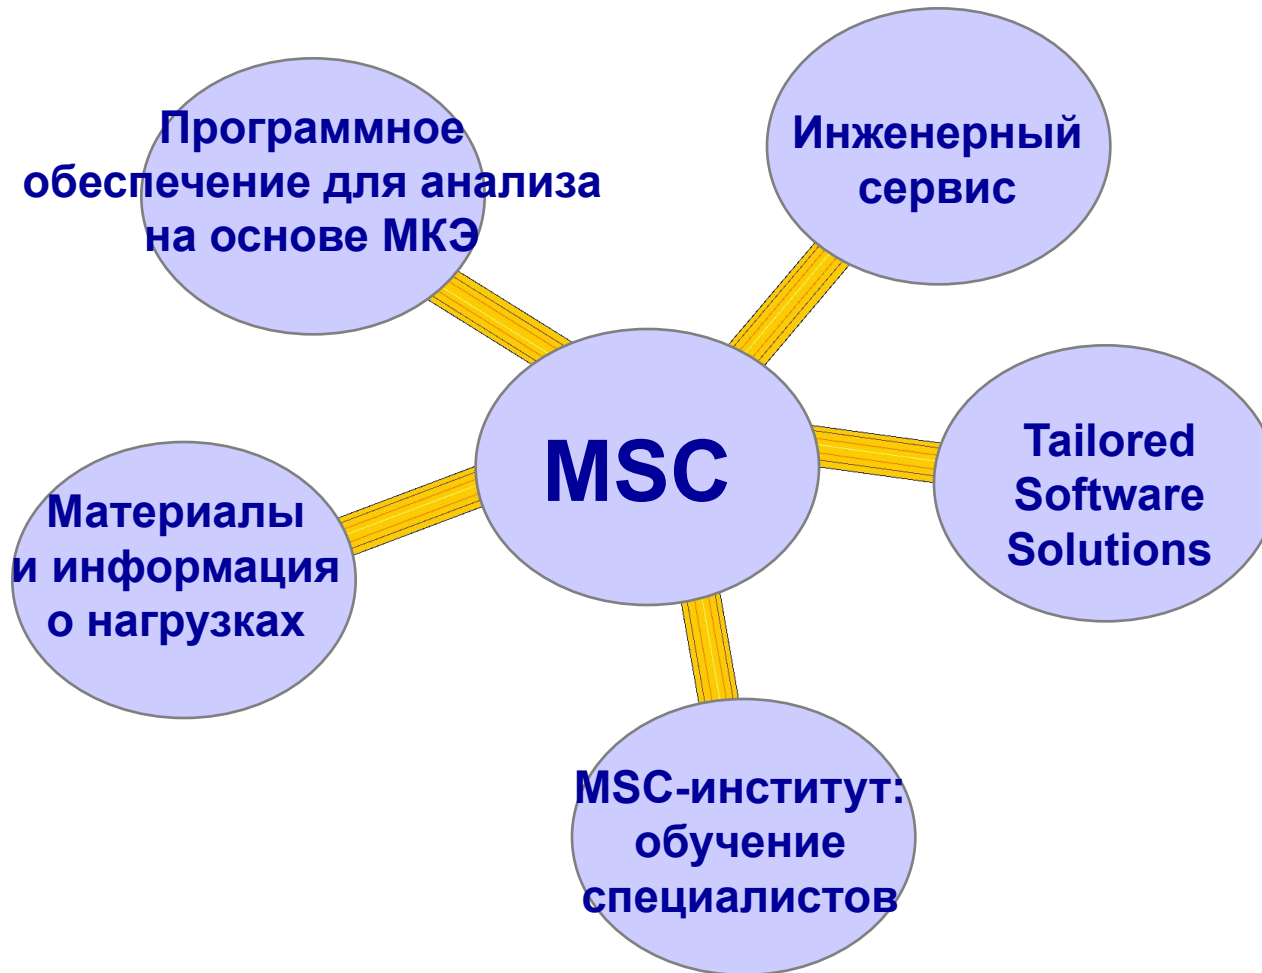 Программное
обеспечение для анализа
на основе МКЭ
Инженерный
сервис
MSC
Tailored
Software
Solutions
Материалы
и информация
о нагрузках
MSC-институт:
обучение
специалистов